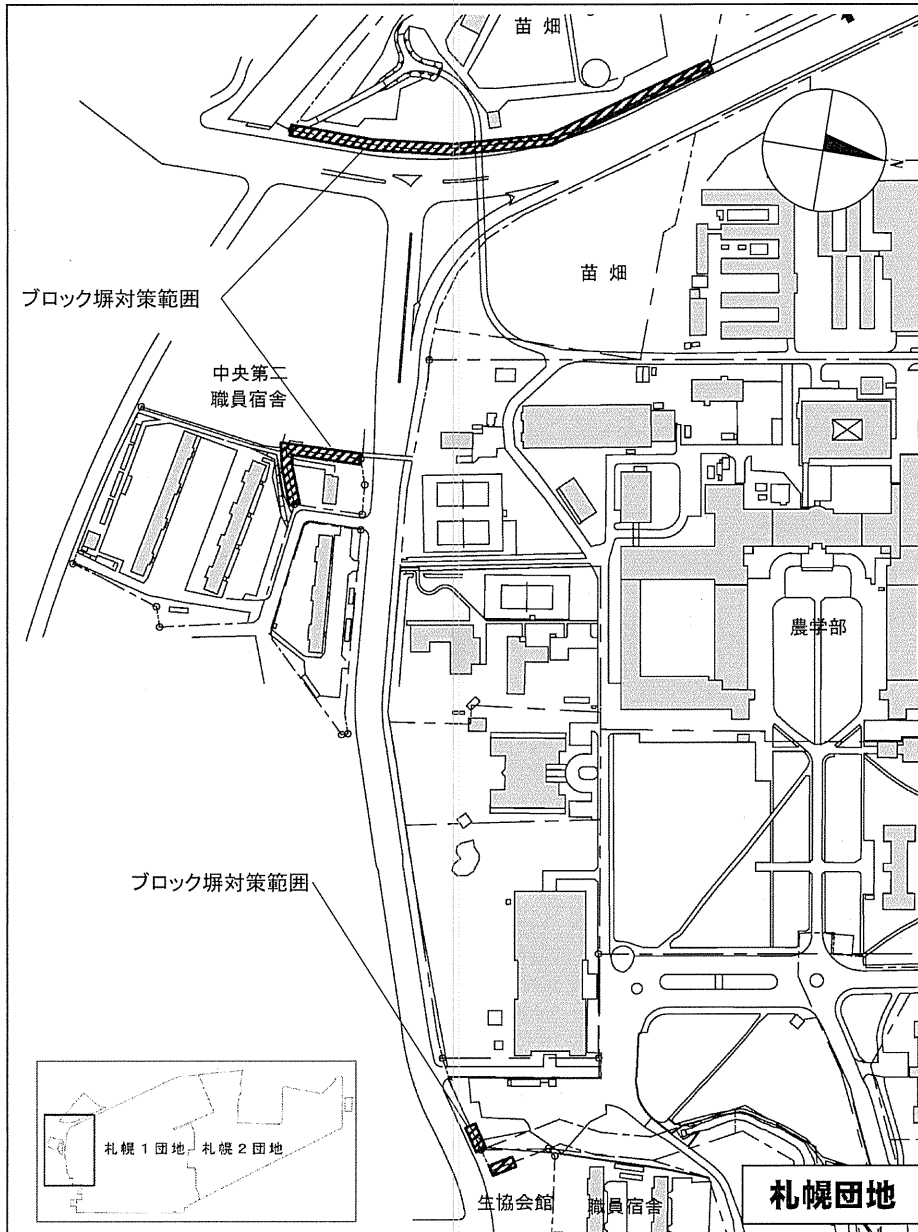 苗 畑
N
苗 畑
ブロック塀対策範囲
中央第二
職員宿舎
農学部
ブロック塀対策範囲
札幌1団地
札幌2団地
生協会館
職員宿舎
札幌団地